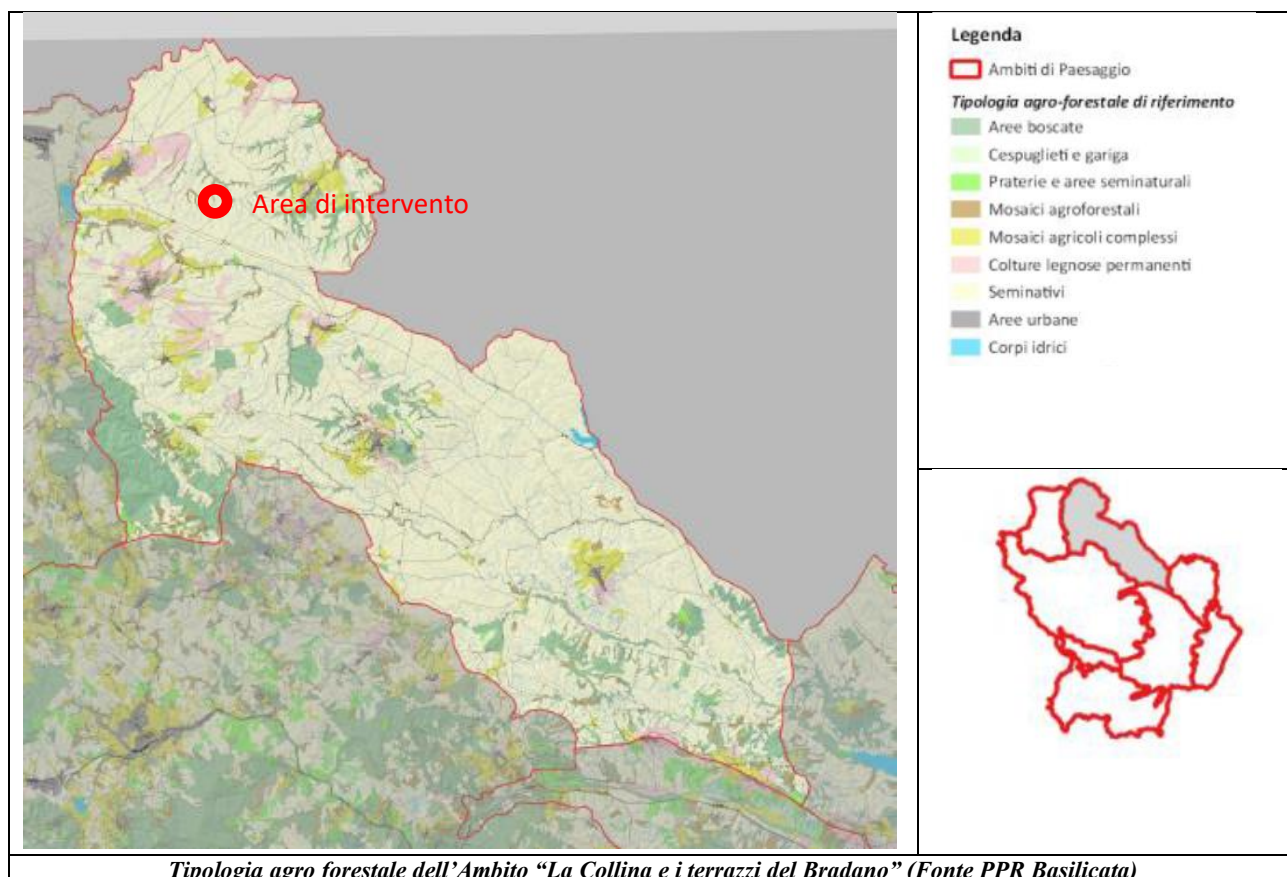 Area di intervento
Legenda
Ambiti di Paesaggio
Tipologia agro-forestale di riferimento
Aree boscate
Cespuglieti e gariga
Praterie e aree seminaturali
Mosaici agroforestali
Mosaici agricoli complessi
Colture legnose permanenti
Seminativi
Aree urbane
Corpi idrici
Tipologia agro forestale dell’Ambito “La Collina e i terrazzi del Bradano” (Fonte PPR Basilicata)